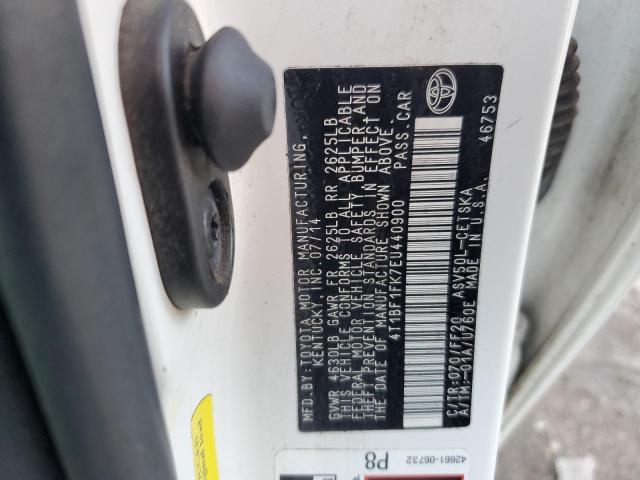 MFD.BY:TOYOTA MOTOR MANUFACTURING,
KENTUCKY, INC. 07/14
GVWR 4630LB GAWR FR 2625LB RR 2625LB
THIS VEHICLE CONFORMS TO ALL APPLICABLE
FEDERAL MOTOR VEHICLE SAFETY, BUMPER, AND
THEFT PREVENTION STANDARDS IN EFFECT ON
THE DATE OF MANUFACTURE SHOWN ABOVE.
4T1BF1FK7EU440900 PASS.CAR
C/TR:070/FF20 ASV50L-CETSKA
A/TM:-01A/U760E MADE IN U.S.A. 46753
42661-06732
P8